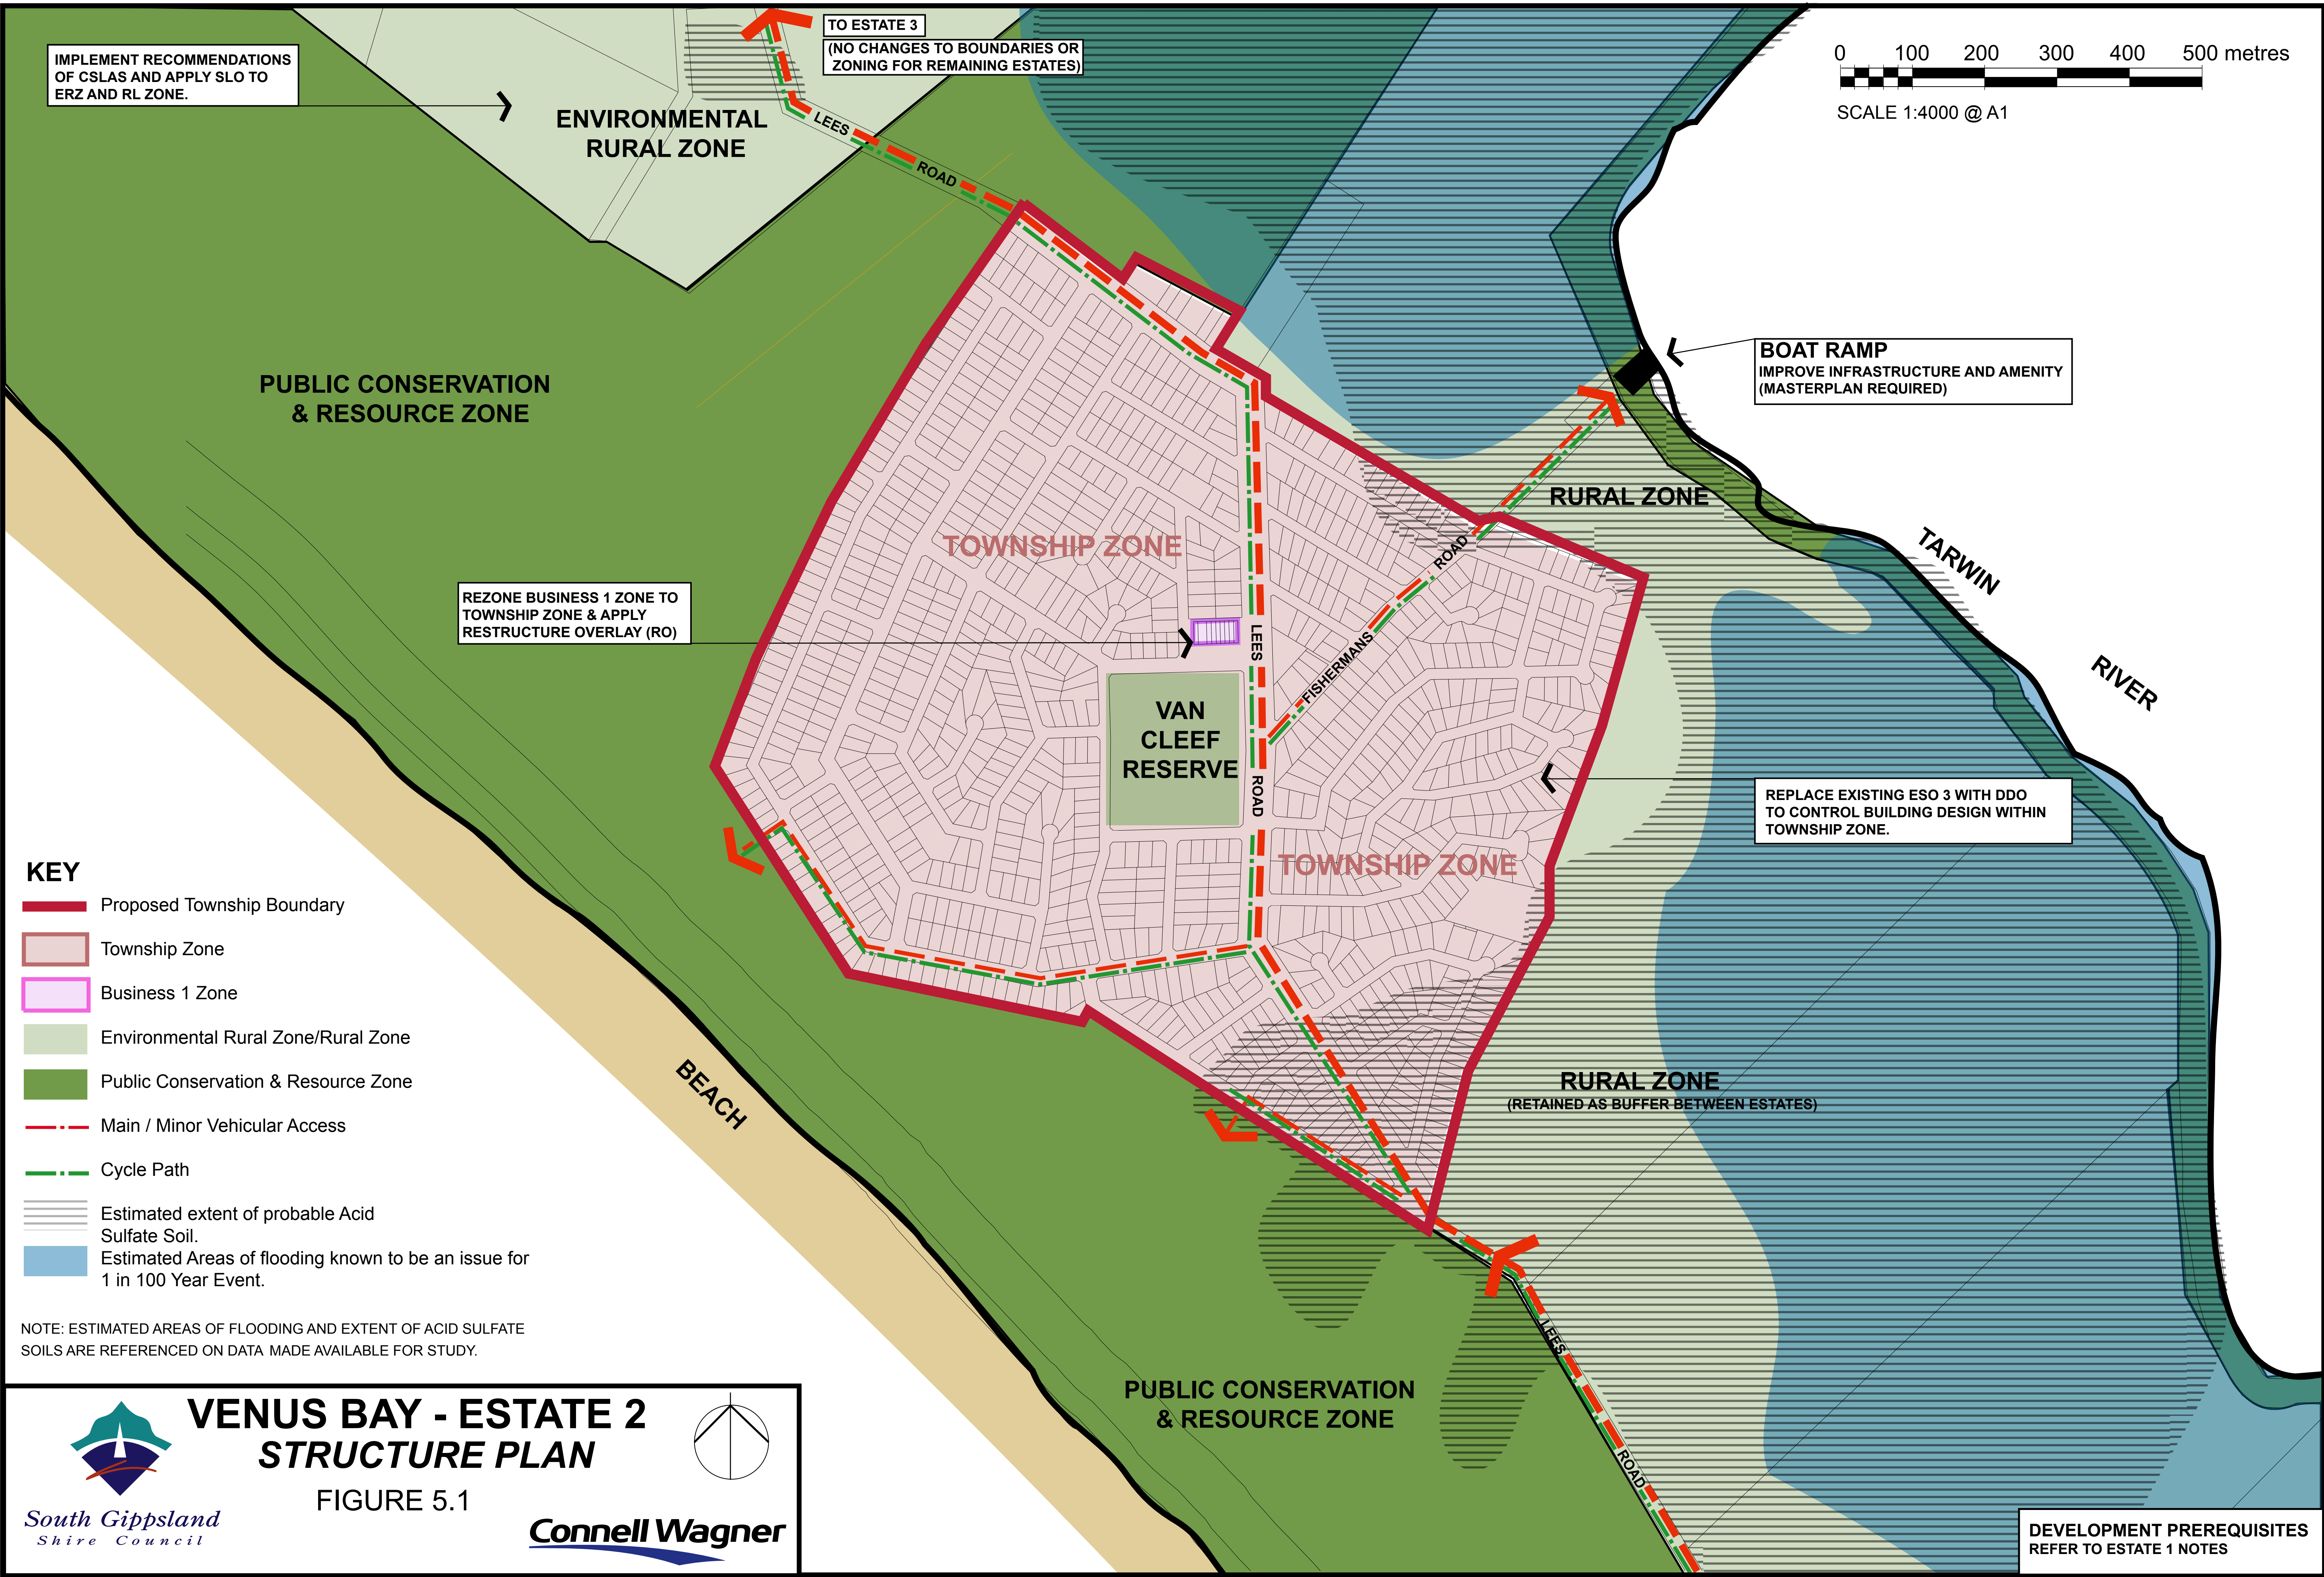 TO ESTATE 3
(NO CHANGES TO BOUNDARIES OR
ZONING FOR REMAINING ESTATES)
IMPLEMENT RECOMMENDATIONS
OF CSLAS AND APPLY SLO TO
ERZ AND RL ZONE.
0 100 200 300 400 500 metres
SCALE 1:4000 @ A1
ENVIRONMENTAL
RURAL ZONE
LEES
ROAD
BOAT RAMP
IMPROVE INFRASTRUCTURE AND AMENITY
(MASTERPLAN REQUIRED)
PUBLIC CONSERVATION
& RESOURCE ZONE
RURAL ZONE
TOWNSHIP ZONE
ROAD
TARWIN
RIVER
REZONE BUSINESS 1 ZONE TO
TOWNSHIP ZONE & APPLY
RESTRUCTURE OVERLAY (RO)
LEES
FISHERMANS
VAN
CLEEF
RESERVE
ROAD
REPLACE EXISTING ESO 3 WITH DDO
TO CONTROL BUILDING DESIGN WITHIN
TOWNSHIP ZONE.
TOWNSHIP ZONE
KEY
Proposed Township Boundary
Township Zone
Business 1 Zone
Environmental Rural Zone/Rural Zone
Public Conservation & Resource Zone
Main / Minor Vehicular Access
Cycle Path
Estimated extent of probable Acid
Sulfate Soil.
Estimated Areas of flooding known to be an issue for
1 in 100 Year Event.
NOTE: ESTIMATED AREAS OF FLOODING AND EXTENT OF ACID SULFATE
SOILS ARE REFERENCED ON DATA MADE AVAILABLE FOR STUDY.
BEACH
RURAL ZONE
(RETAINED AS BUFFER BETWEEN ESTATES)
LEES
ROAD
PUBLIC CONSERVATION
& RESOURCE ZONE
VENUS BAY - ESTATE 2
STRUCTURE PLAN
FIGURE 5.1
South Gippsland
Shire Council
Connell Wagner
DEVELOPMENT PREREQUISITES
REFER TO ESTATE 1 NOTES